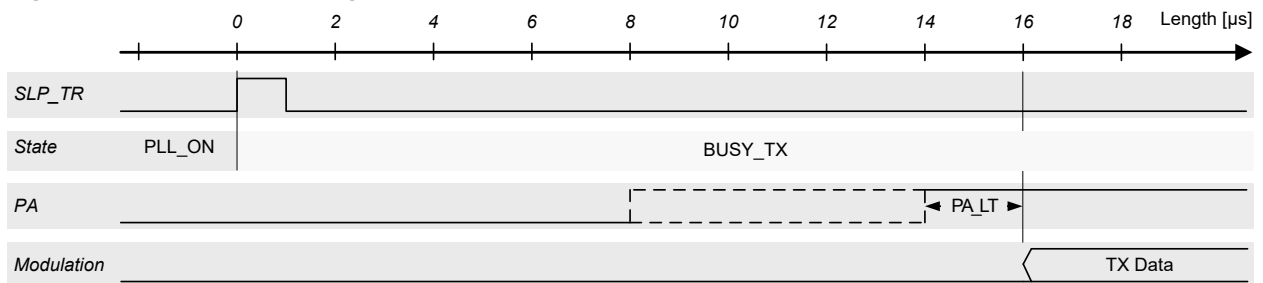 0 2 4 6 8 10 12 14 16 18 Length [µs]
SLP_TR
State PLL_ON BUSY_TX
PA PA_LT
Modulation TX Data